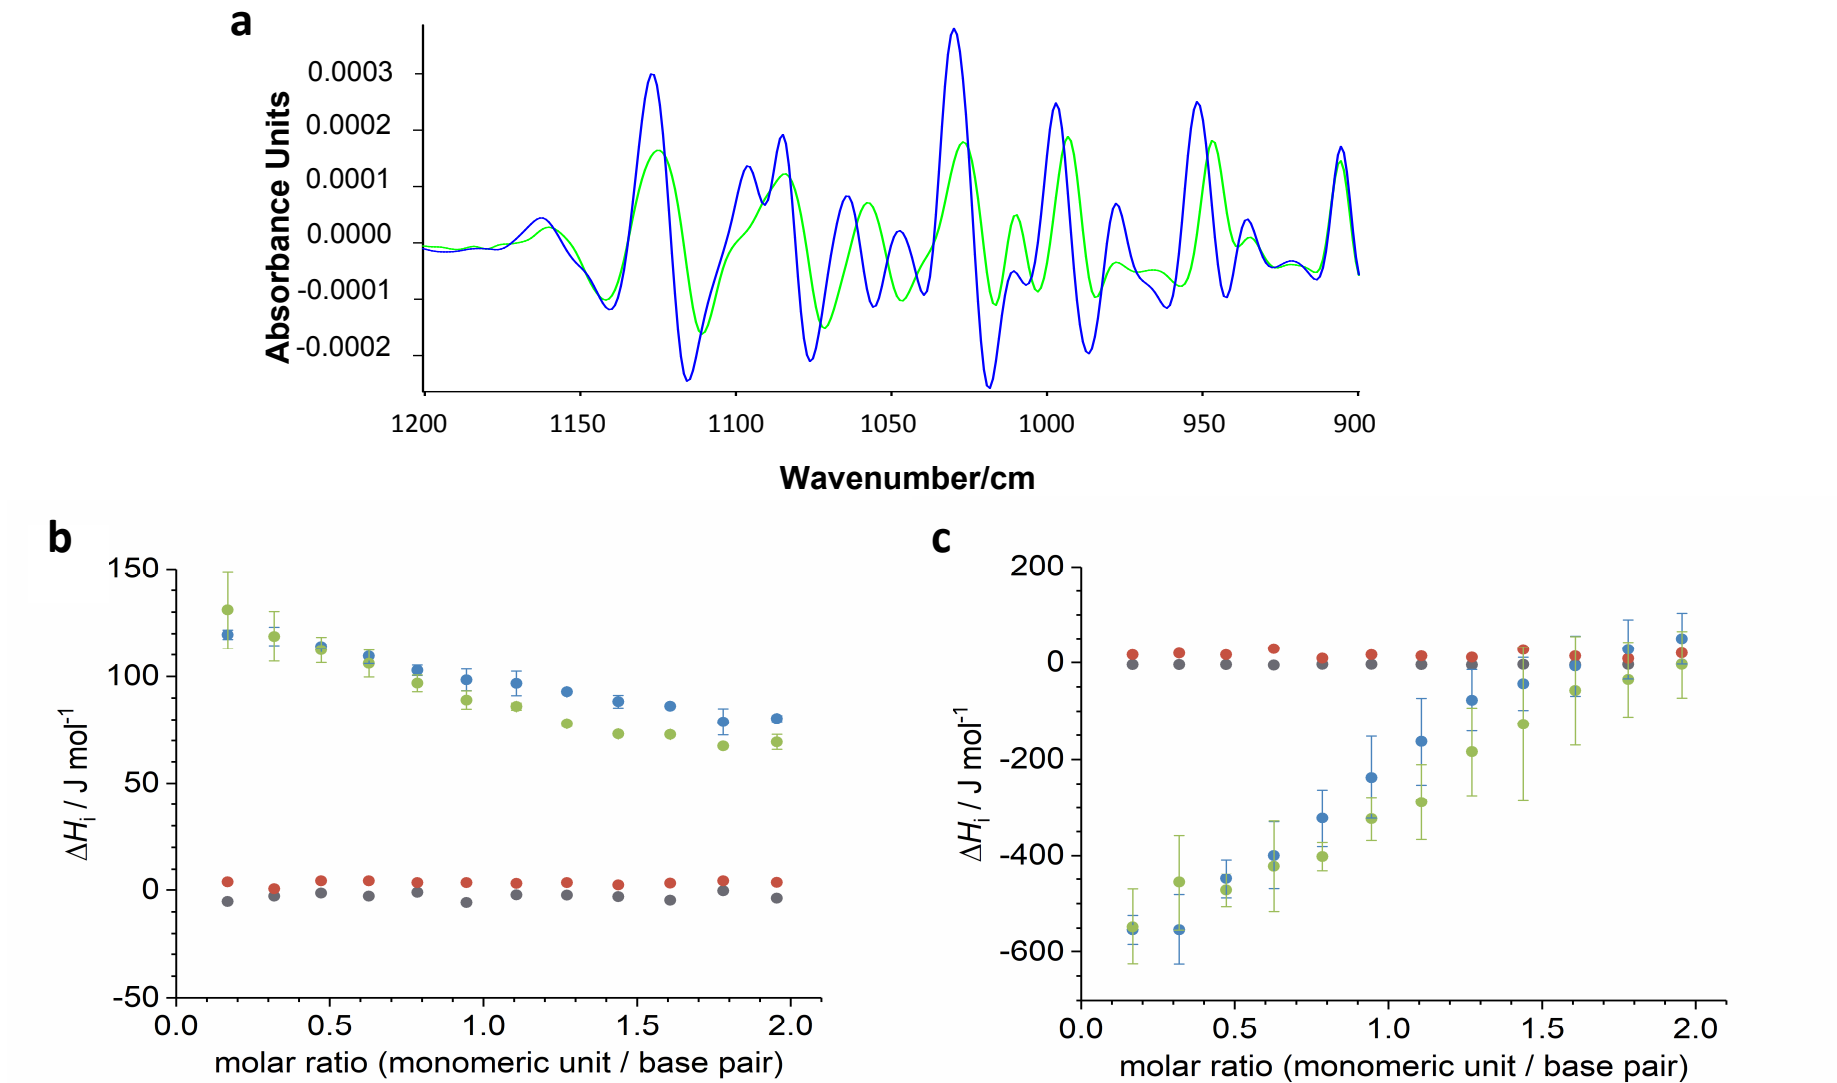 a
Absorbance Units
0.0003
0.0002
0.0001
0.0000
-0.0001
-0.0002
1200 1150 1100 1050 1000 950 900
Wavenumber/cm
b
ΔHi / J mol-1
150
100
50
0
-50
0.0 0.5 1.0 1.5 2.0
molar ratio (monomeric unit / base pair)
c
ΔHi / J mol-1
200
0
-200
-400
-600
0.0 0.5 1.0 1.5 2.0
molar ratio (monomeric unit / base pair)